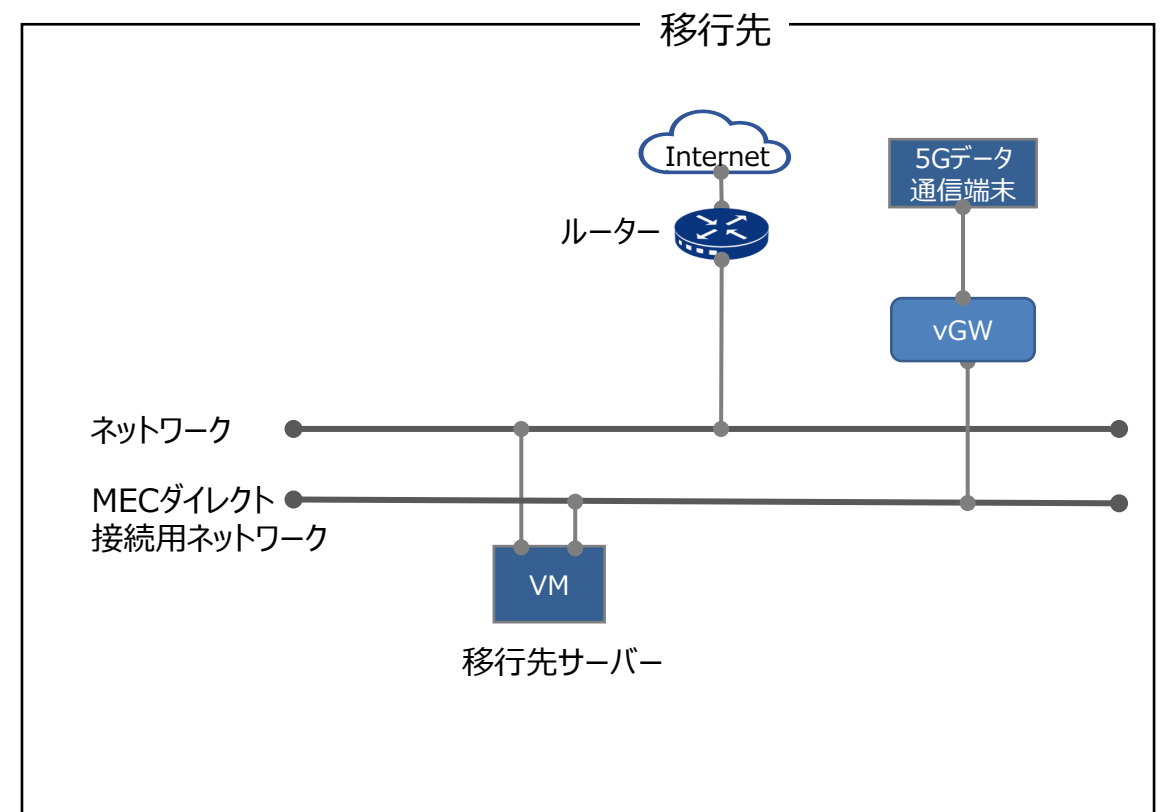 移行先
Internet
5Gデータ
通信端末
ルーター
vGW
ネットワーク
MECダイレクト
接続用ネットワーク
VM
移行先サーバー